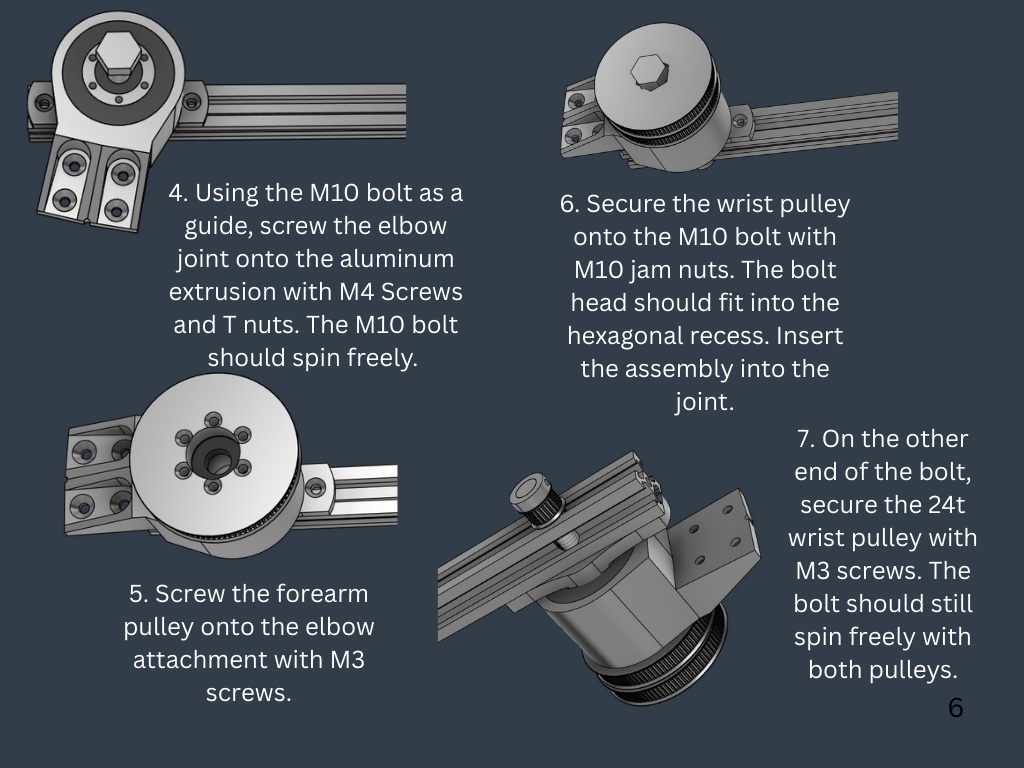 4. Using the M10 bolt as a
guide, screw the elbow
joint onto the aluminum
extrusion with M4 Screws
and T nuts. The M10 bolt
should spin freely.
5. Screw the forearm
pulley onto the elbow
attachment with M3
screws.
6. Secure the wrist pulley
onto the M10 bolt with
M10 jam nuts. The bolt
head should fit into the
hexagonal recess. Insert
the assembly into the
joint.
7. On the other
end of the bolt,
secure the 24t
wrist pulley with
M3 screws. The
bolt should still
spin freely with
both pulleys.
6